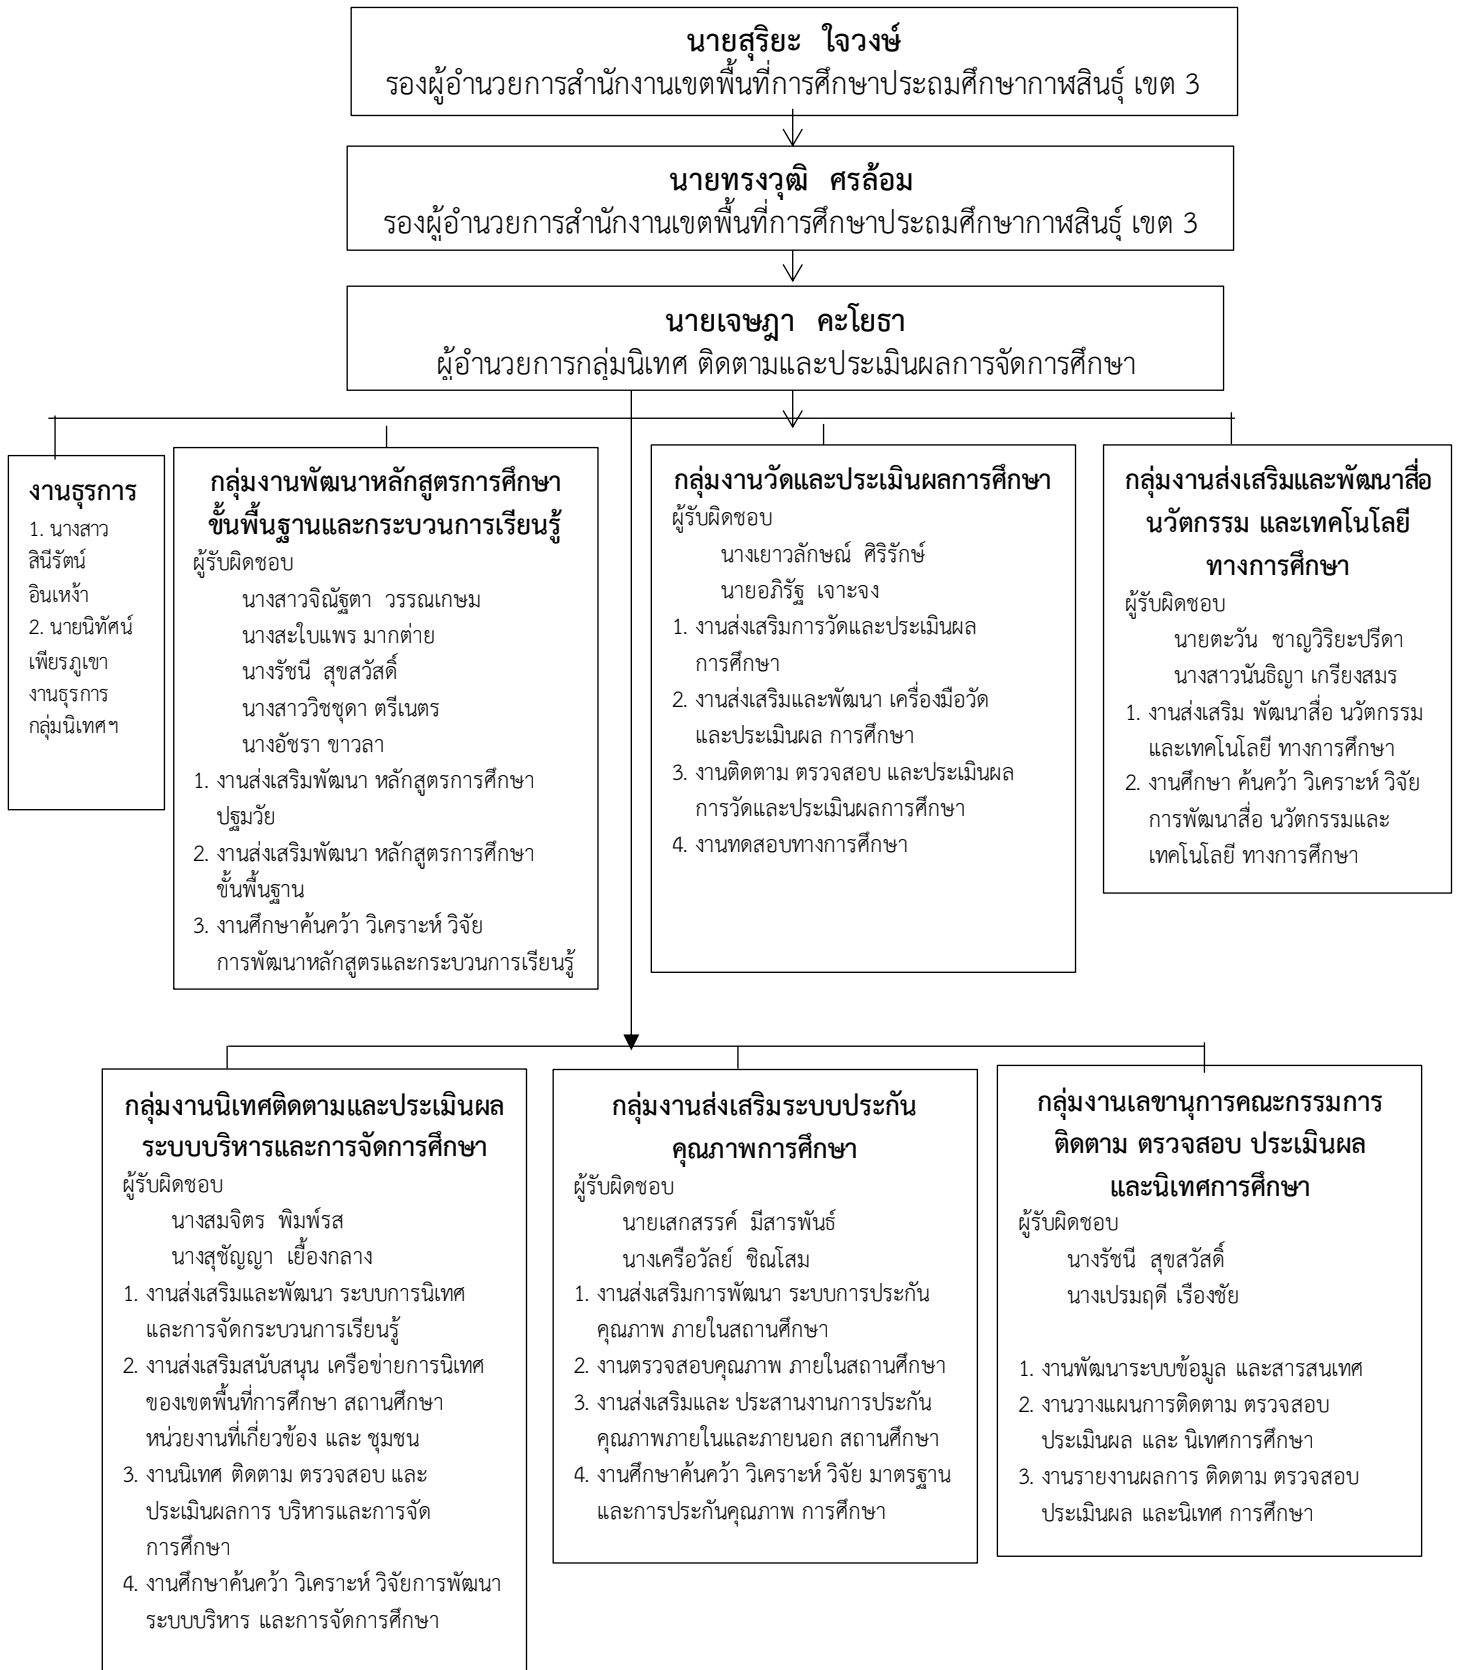 นายสุริยะ  ใจวงษ์
รองผู้อำนวยการสำนักงานเขตพื้นที่การศึกษาประถมศึกษากาฬสินธุ์ เขต 3
นายทรงวุฒิ  ศรล้อม
รองผู้อำนวยการสำนักงานเขตพื้นที่การศึกษาประถมศึกษากาฬสินธุ์ เขต 3
นายเจษฎา  คะโยธา
ผู้อำนวยการกลุ่มนิเทศ ติดตามและประเมินผลการจัดการศึกษา
งานธุรการ
1. นางสาว
สินีรัตน์
อินเหง้า
2. นายนิทัศน์
เพียรภูเขา
งานธุรการ
กลุ่มนิเทศฯ
กลุ่มงานพัฒนาหลักสูตรการศึกษา
ขั้นพื้นฐานและกระบวนการเรียนรู้
ผู้รับผิดชอบ
นางสาวจิณัฐตา  วรรณเกษม
นางสะใบแพร มากต่าย
นางรัชนี  สุขสวัสดิ์
นางสาววิชชุดา ตรีเนตร
นางอัชรา ขาวลา
1. งานส่งเสริมพัฒนา หลักสูตรการศึกษา
ปฐมวัย
2. งานส่งเสริมพัฒนา หลักสูตรการศึกษา
ขั้นพื้นฐาน
3. งานศึกษาค้นคว้า วิเคราะห์ วิจัย
การพัฒนาหลักสูตรและกระบวนการเรียนรู้
กลุ่มงานวัดและประเมินผลการศึกษา
ผู้รับผิดชอบ
นางเยาวลักษณ์  ศิริรักษ์
นายอภิรัฐ  เจาะจง
1. งานส่งเสริมการวัดและประเมินผล
การศึกษา
2. งานส่งเสริมและพัฒนา เครื่องมือวัด
และประเมินผล การศึกษา
3. งานติดตาม ตรวจสอบ และประเมินผล
การวัดและประเมินผลการศึกษา
4. งานทดสอบทางการศึกษา
กลุ่มงานส่งเสริมและพัฒนาสื่อ
นวัตกรรม และเทคโนโลยี
ทางการศึกษา
ผู้รับผิดชอบ
นายตะวัน  ชาญวิริยะปรีดา
นางสาวนันธิญา เกรียงสมร
1. งานส่งเสริม พัฒนาสื่อ นวัตกรรม
และเทคโนโลยี ทางการศึกษา
2. งานศึกษา ค้นคว้า วิเคราะห์ วิจัย
การพัฒนาสื่อ นวัตกรรมและ
เทคโนโลยี ทางการศึกษา
กลุ่มงานนิเทศติดตามและประเมินผล
ระบบบริหารและการจัดการศึกษา
ผู้รับผิดชอบ
นางสมจิตร  พิมพ์รส
นางสุชัญญา  เยื้องกลาง
1. งานส่งเสริมและพัฒนา ระบบการนิเทศ
และการจัดกระบวนการเรียนรู้
2. งานส่งเสริมสนับสนุน เครือข่ายการนิเทศ
ของเขตพื้นที่การศึกษา สถานศึกษา
หน่วยงานที่เกี่ยวข้อง และ ชุมชน
3. งานนิเทศ ติดตาม ตรวจสอบ และ
ประเมินผลการ บริหารและการจัด
การศึกษา
4. งานศึกษาค้นคว้า วิเคราะห์ วิจัยการพัฒนา
ระบบบริหาร และการจัดการศึกษา
กลุ่มงานส่งเสริมระบบประกัน
คุณภาพการศึกษา
ผู้รับผิดชอบ
นายเสกสรรค์  มีสารพันธ์
นางเครือวัลย์  ชิณโสม
1. งานส่งเสริมการพัฒนา ระบบการประกัน
คุณภาพ ภายในสถานศึกษา
2. งานตรวจสอบคุณภาพ ภายในสถานศึกษา
3. งานส่งเสริมและ ประสานงานการประกัน
คุณภาพภายในและภายนอก สถานศึกษา
4. งานศึกษาค้นคว้า วิเคราะห์ วิจัย มาตรฐาน
และการประกันคุณภาพ การศึกษา
กลุ่มงานเลขานุการคณะกรรมการ
ติดตาม ตรวจสอบ ประเมินผล
และนิเทศการศึกษา
ผู้รับผิดชอบ
นางรัชนี  สุขสวัสดิ์
นางเปรมฤดี เรืองชัย
1. งานพัฒนาระบบข้อมูล และสารสนเทศ
2. งานวางแผนการติดตาม ตรวจสอบ
ประเมินผล และ นิเทศการศึกษา
3. งานรายงานผลการ ติดตาม ตรวจสอบ
ประเมินผล และนิเทศ การศึกษา